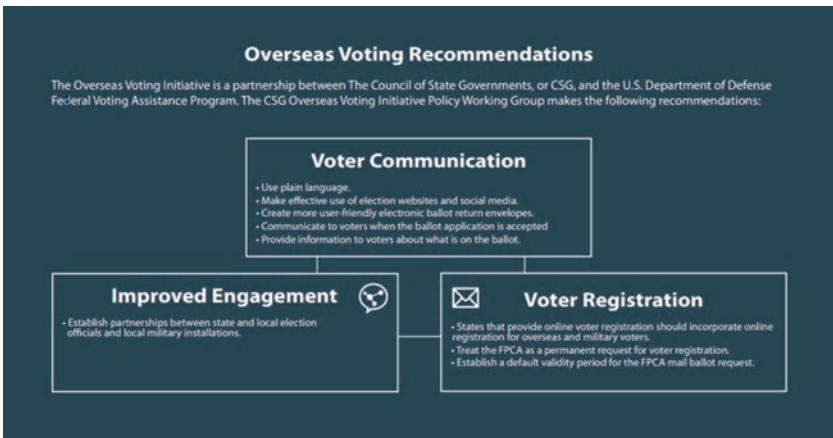 Overseas Voting Recommendations
The Overseas Voting Initiative is a partnership between The Council of State Governments, or CSG, and the U.S. Department of Defense
Federal Voting Assistance Program. The CSG Overseas Voting Initiative Policy Working Group makes the following recommendations:
Voter Communication
• Use plain language.
• Make effective use of election websites and social media.
• Create more user-friendly electronic ballot return envelopes.
• Communicate to voters when the ballot application is accepted
• Provide information to voters about what is on the ballot.
Improved Engagement
• Establish partnerships between state and local election
officials and local military installations.
Voter Registration
• States that provide online voter registration should incorporate online
registration for overseas and military voters.
• Treat the FPCA as a permanent request for voter registration.
• Establish a default validity period for the FPCA mail ballot request.